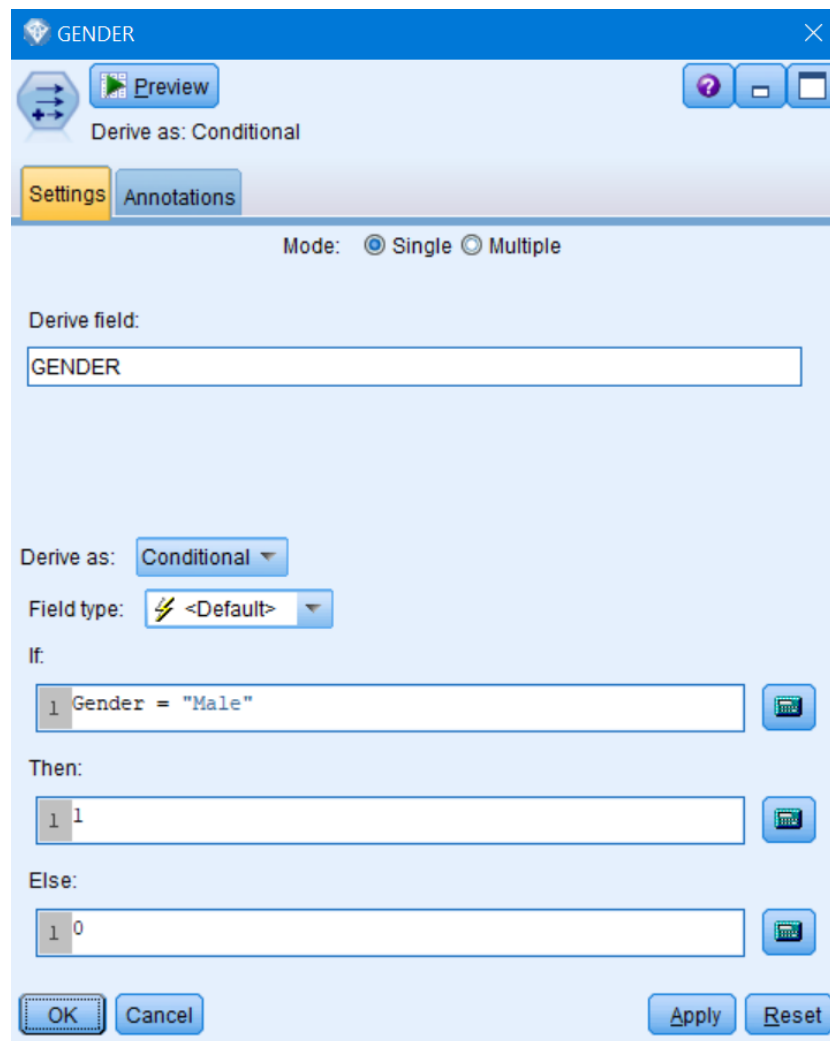 GENDER
Preview
Derive as: Conditional
Settings Annotations
Mode: Single Multiple
Derive field:
GENDER
Derive as: Conditional
Field type: <Default>
If:
1 Gender = "Male"
Then:
1 1
Else:
1 0
OK Cancel Apply Reset